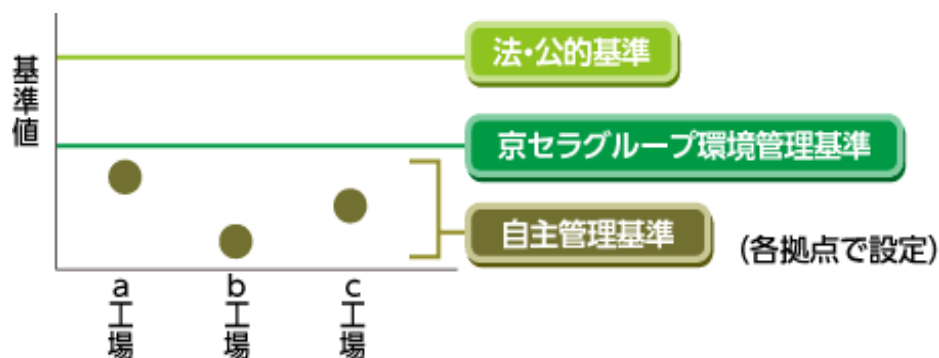 法・公的基準
基準値
京セラグループ環境管理基準
自主管理基準
(各拠点で設定)
a工場
b工場
c工場